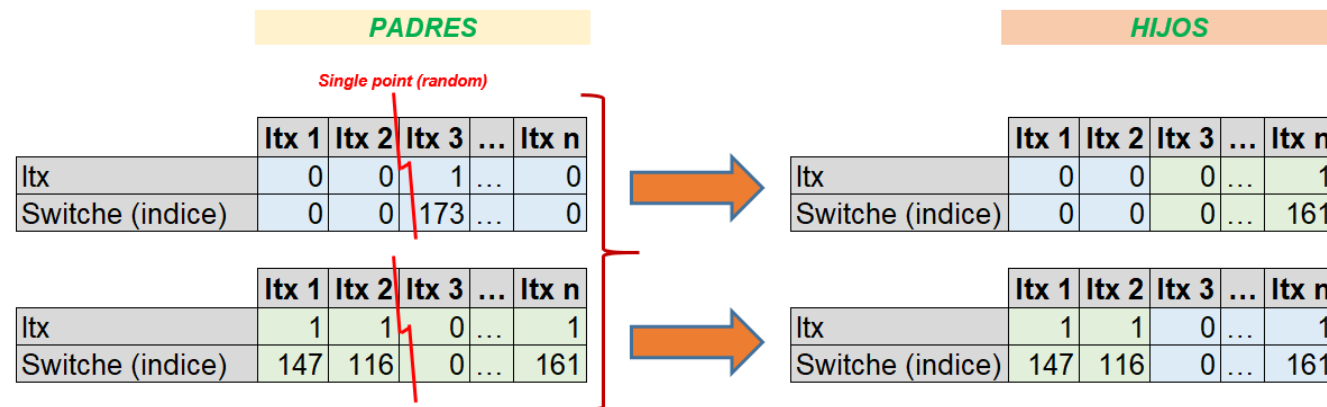 PADRES HIJOS
Single point (random)
Itx 1 Itx 2 Itx 3 ... Itx n Itx 1 Itx 2 Itx 3 ... Itx n
Itx 0 0 1 ... 0 Itx 0 0 0 ... 1
Switche (indice) 0 0 173 ... 0 Switche (indice) 0 0 0 ... 161
Itx 1 Itx 2 Itx 3 ... Itx n Itx 1 Itx 2 Itx 3 ... Itx n
Itx 1 1 0 ... 1 Itx 1 1 0 ... 1
Switche (indice) 147 116 0 ... 161 Switche (indice) 147 116 0 ... 161